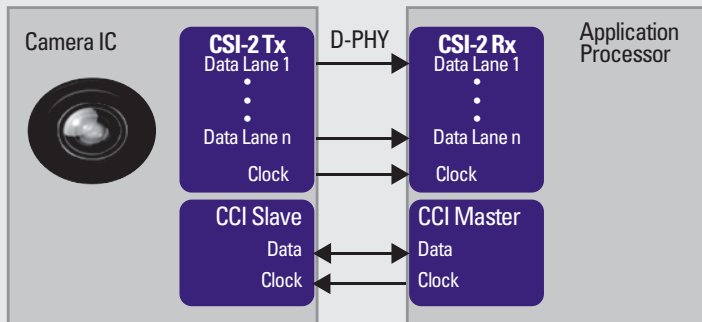 Camera IC
CSI-2 Tx
Data Lane 1
Data Lane n
Clock
CCI Slave
Data
Clock
D-PHY
CSI-2 Rx
Data Lane 1
Data Lane n
Clock
CCI Master
Data
Clock
Application
Processor